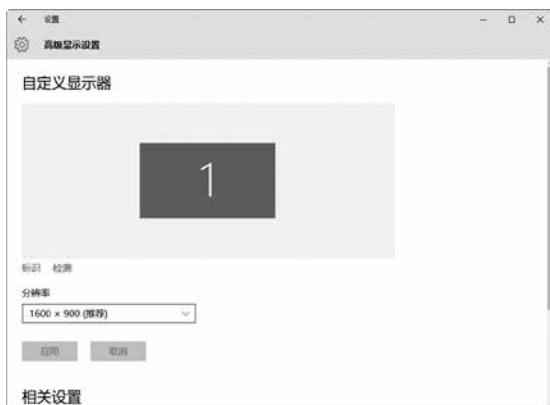 设置
高级显示设置
自定义显示器
1
标识 检测
分辨率
1600 × 900 (推荐)
应用 取消
相关设置